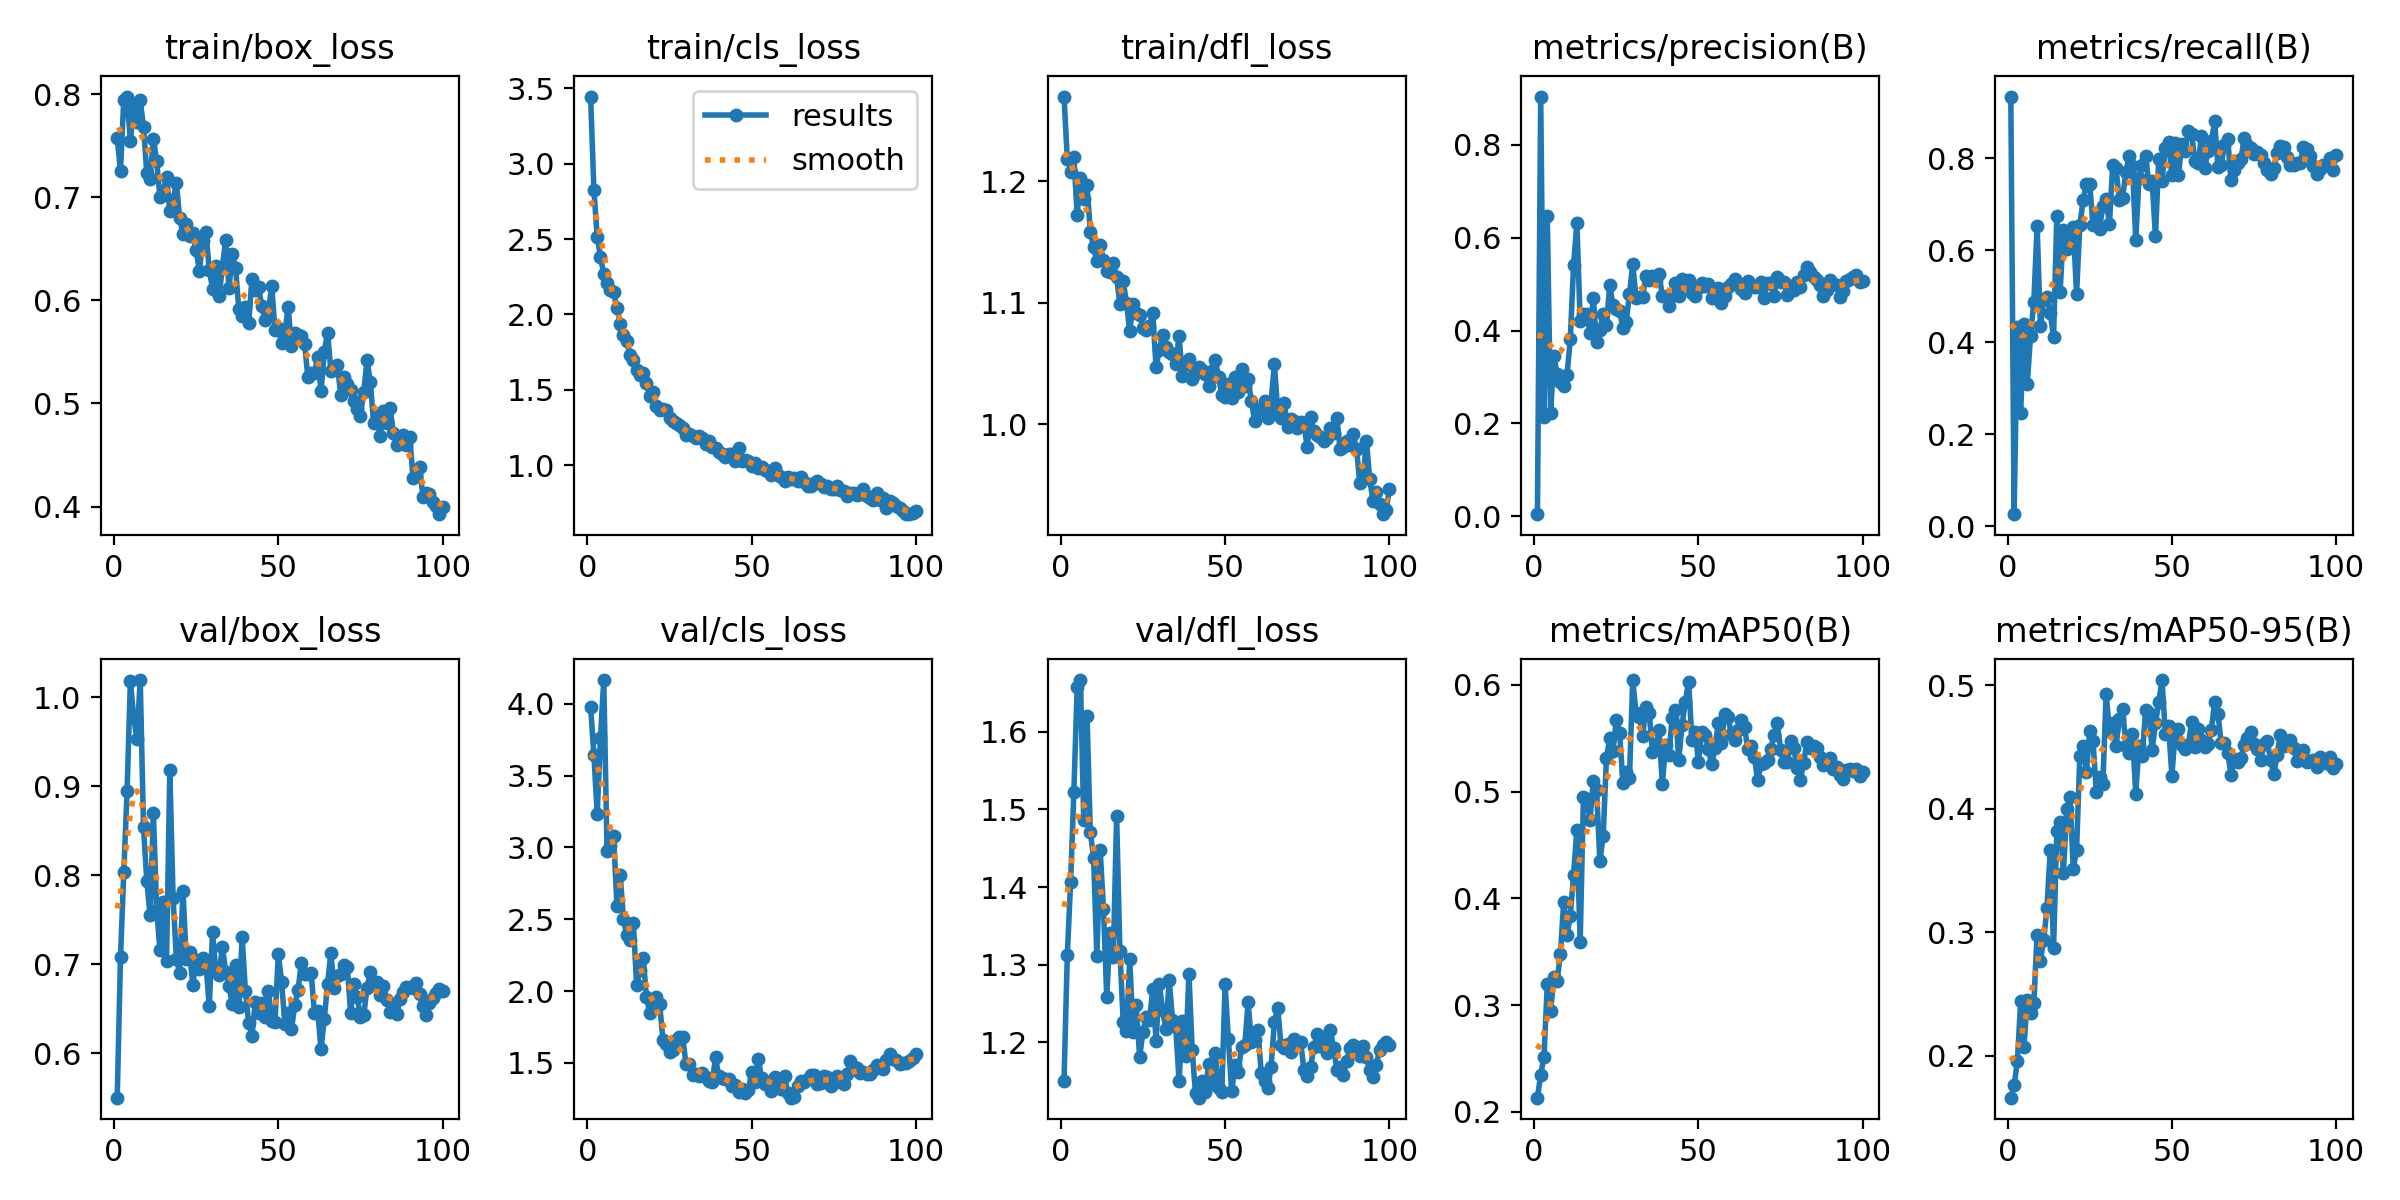 train/box_loss
0.8
0.7
0.6
0.5
0.4
0 50 100
train/cls_loss
3.5
3.0
2.5
2.0
1.5
1.0
results
smooth
0 50 100
train/dfl_loss
1.2
1.1
1.0
0 50 100
metrics/precision(B)
0.8
0.6
0.4
0.2
0.0
0 50 100
metrics/recall(B)
0.8
0.6
0.4
0.2
0.0
0 50 100
val/box_loss
1.0
0.9
0.8
0.7
0.6
0 50 100
val/cls_loss
4.0
3.5
3.0
2.5
2.0
1.5
0 50 100
val/dfl_loss
1.6
1.5
1.4
1.3
1.2
0 50 100
metrics/mAP50(B)
0.6
0.5
0.4
0.3
0.2
0 50 100
metrics/mAP50-95(B)
0.5
0.4
0.3
0.2
0 50 100